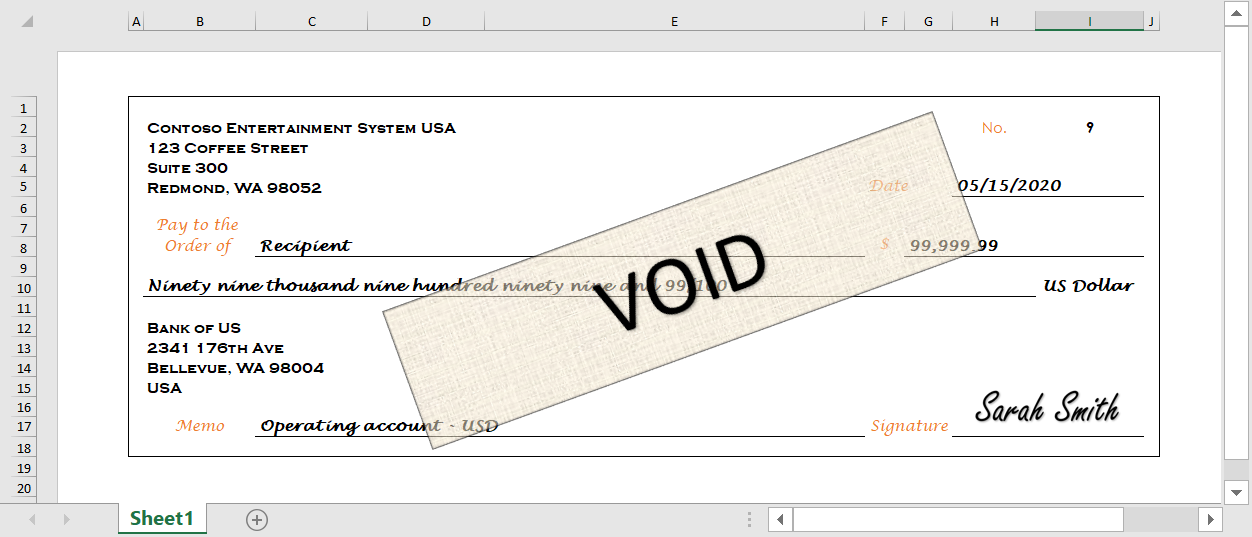 A B C D E F G H I J
1
2 Contoso Entertainment System USA No. 9
3 123 Coffee Street
4 Suite 300
5 Redmond, WA 98052 Date 05/15/2020
6
7 Pay to the
8 Order of Recipient $ 99,999.99
9
VOID
10 Ninety nine thousand nine hundred ninety nine and 99/100 US Dollar
11
12 Bank of US
13 2341 176th Ave
14 Bellevue, WA 98004
15 USA
16 Sarah Smith
17 Memo Operating account - USD Signature
18
19
20
Sheet1